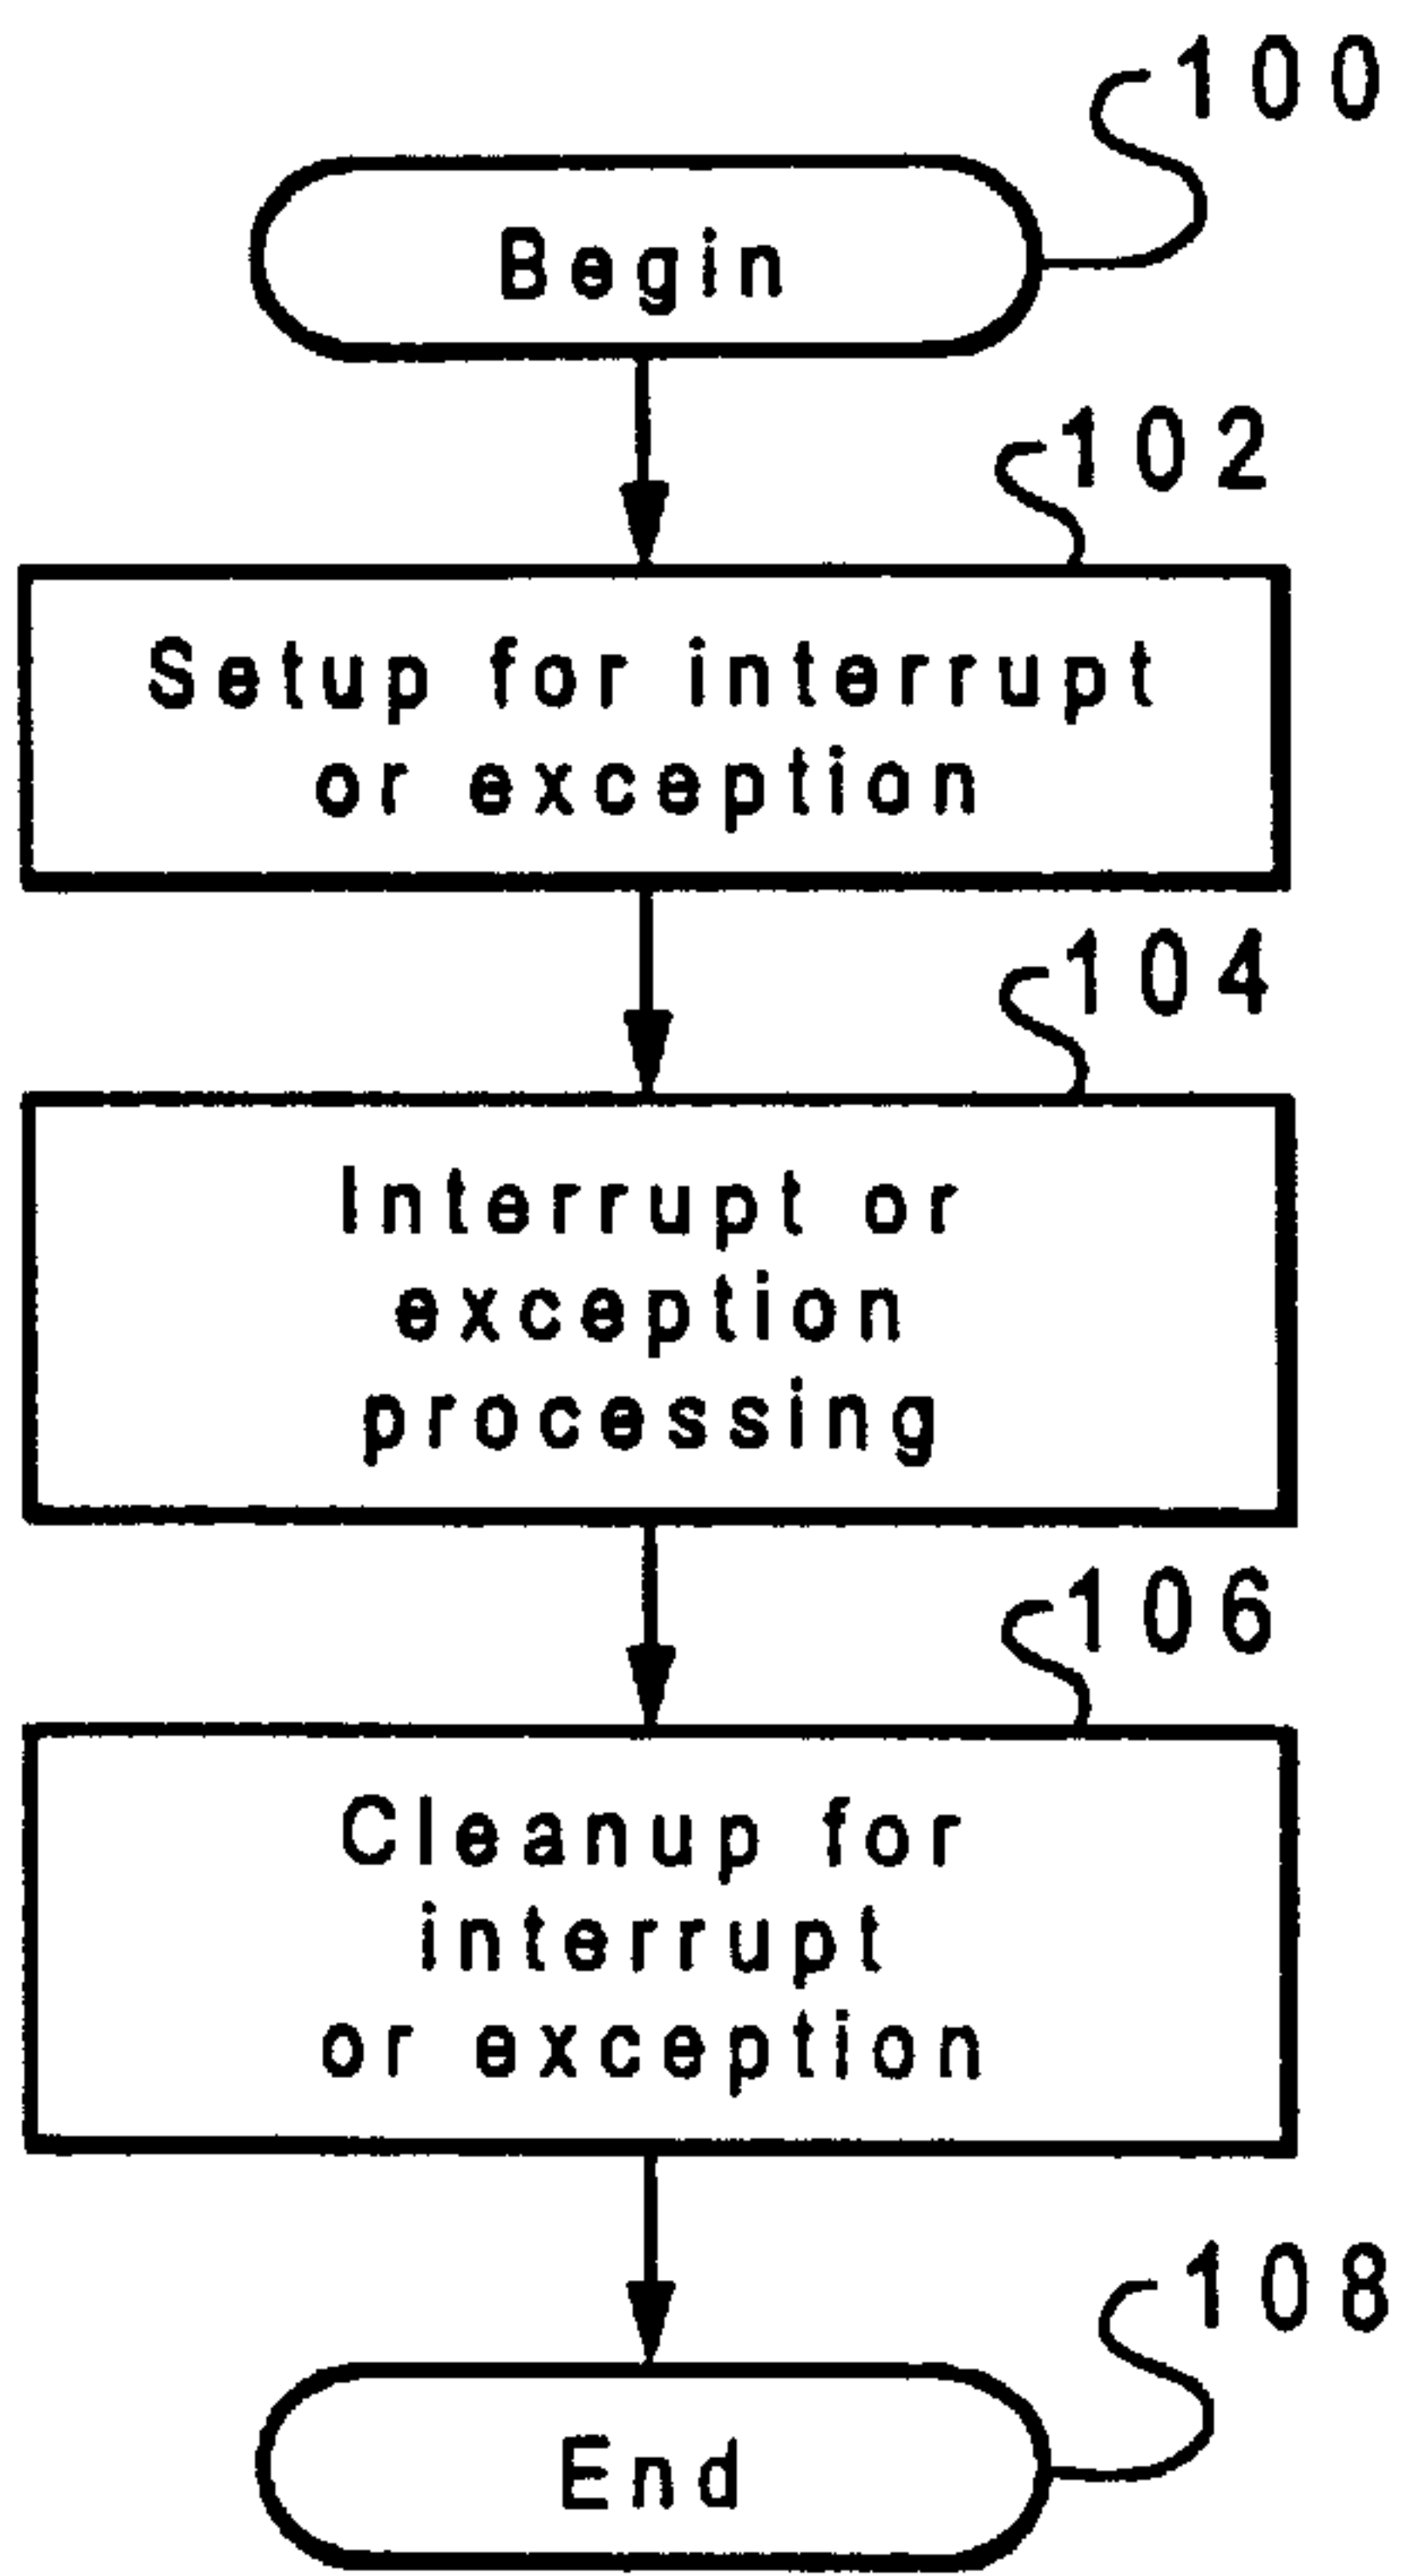 100
Begin
102
Setup for interrupt
or exception
104
Interrupt or
exception
processing
106
Cleanup for
interrupt
or exception
108
End